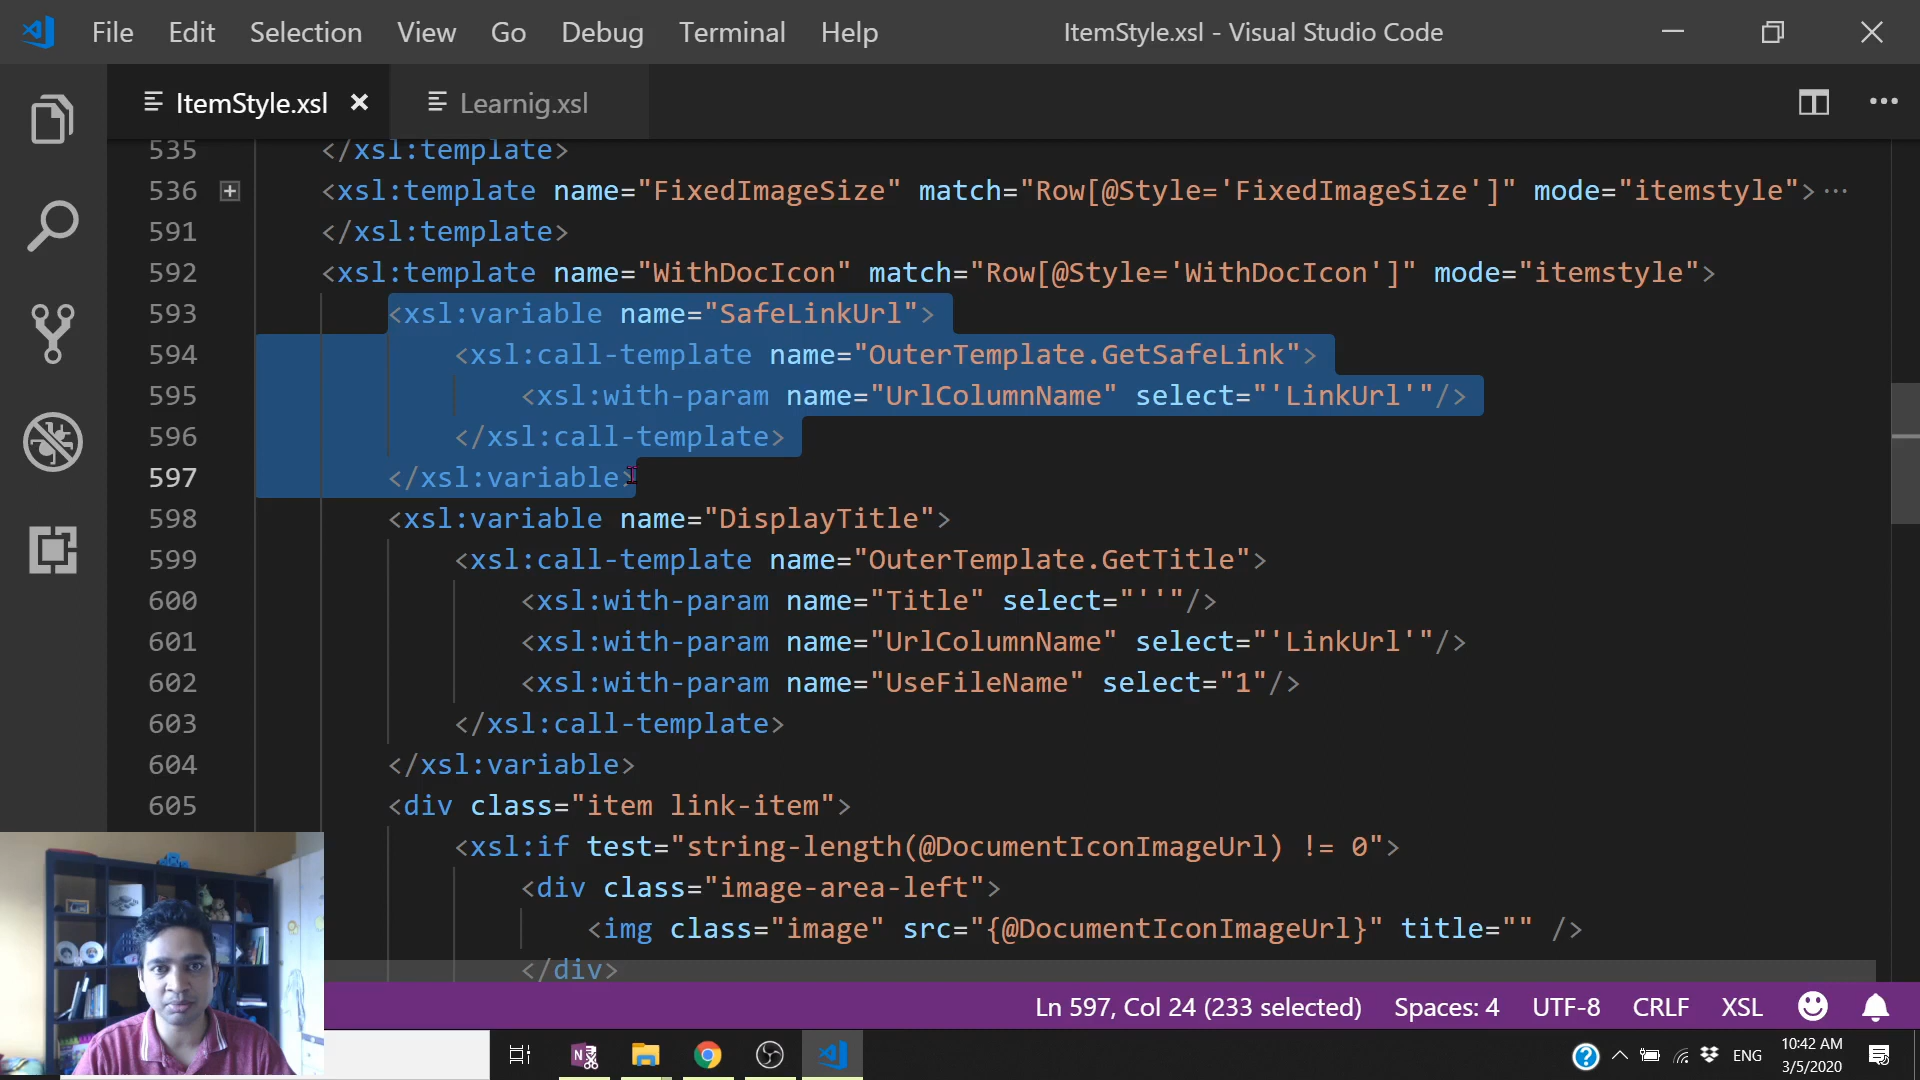 File Edit Selection View Go Debug Terminal Help ItemStyle.xsl - Visual Studio Code
ItemStyle.xsl Learnig.xsl
535 </xsl:template>
536 <xsl:template name="FixedImageSize" match="Row[@Style='FixedImageSize']" mode="itemstyle">···
591 </xsl:template>
592 <xsl:template name="WithDocIcon" match="Row[@Style='WithDocIcon']" mode="itemstyle">
593 <xsl:variable name="SafeLinkUrl">
594 <xsl:call-template name="OuterTemplate.GetSafeLink">
595 <xsl:with-param name="UrlColumnName" select="'LinkUrl'"/>
596 </xsl:call-template>
597 </xsl:variable>
598 <xsl:variable name="DisplayTitle">
599 <xsl:call-template name="OuterTemplate.GetTitle">
600 <xsl:with-param name="Title" select="''"/>
601 <xsl:with-param name="UrlColumnName" select="'LinkUrl'"/>
602 <xsl:with-param name="UseFileName" select="1"/>
603 </xsl:call-template>
604 </xsl:variable>
605 <div class="item link-item">
<xsl:if test="string-length(@DocumentIconImageUrl) != 0">
<div class="image-area-left">
<img class="image" src="{@DocumentIconImageUrl}" title="" />
</div>
Ln 597, Col 24 (233 selected) Spaces: 4 UTF-8 CRLF XSL
ENG 10:42 AM
3/5/2020